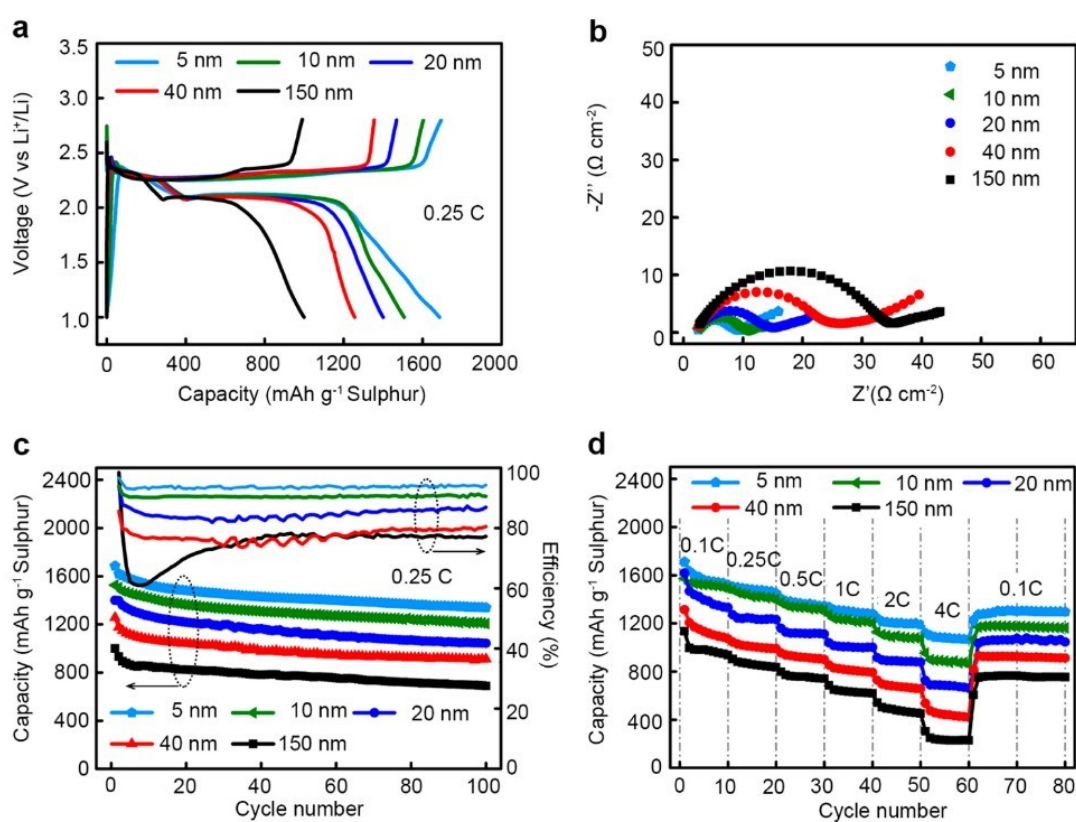 a
3.5
3.0
2.5
2.0
1.5
1.0
Voltage (V vs Li⁺/Li)
5 nm 10 nm 20 nm
40 nm 150 nm
0.25 C
0 400 800 1200 1600 2000
Capacity (mAh g⁻¹ Sulphur)
b
50
40
30
20
10
0
-Z’’ (Ω cm⁻²)
5 nm
10 nm
20 nm
40 nm
150 nm
0 10 20 30 40 50 60
Z’(Ω cm⁻²)
c
2400
2000
1600
1200
800
400
0
Capacity (mAh g⁻¹ Sulphur)
100
80
60
40
20
0
Efficiency (%)
0.25 C
5 nm 10 nm 20 nm
40 nm 150 nm
0 20 40 60 80 100
Cycle number
d
2400
2000
1600
1200
800
400
0
Capacity (mAh g⁻¹ Sulphur)
5 nm 10 nm 20 nm
40 nm 150 nm
0.1C 0.25C 0.5C 1C 2C 4C 0.1C
0 10 20 30 40 50 60 70 80
Cycle number